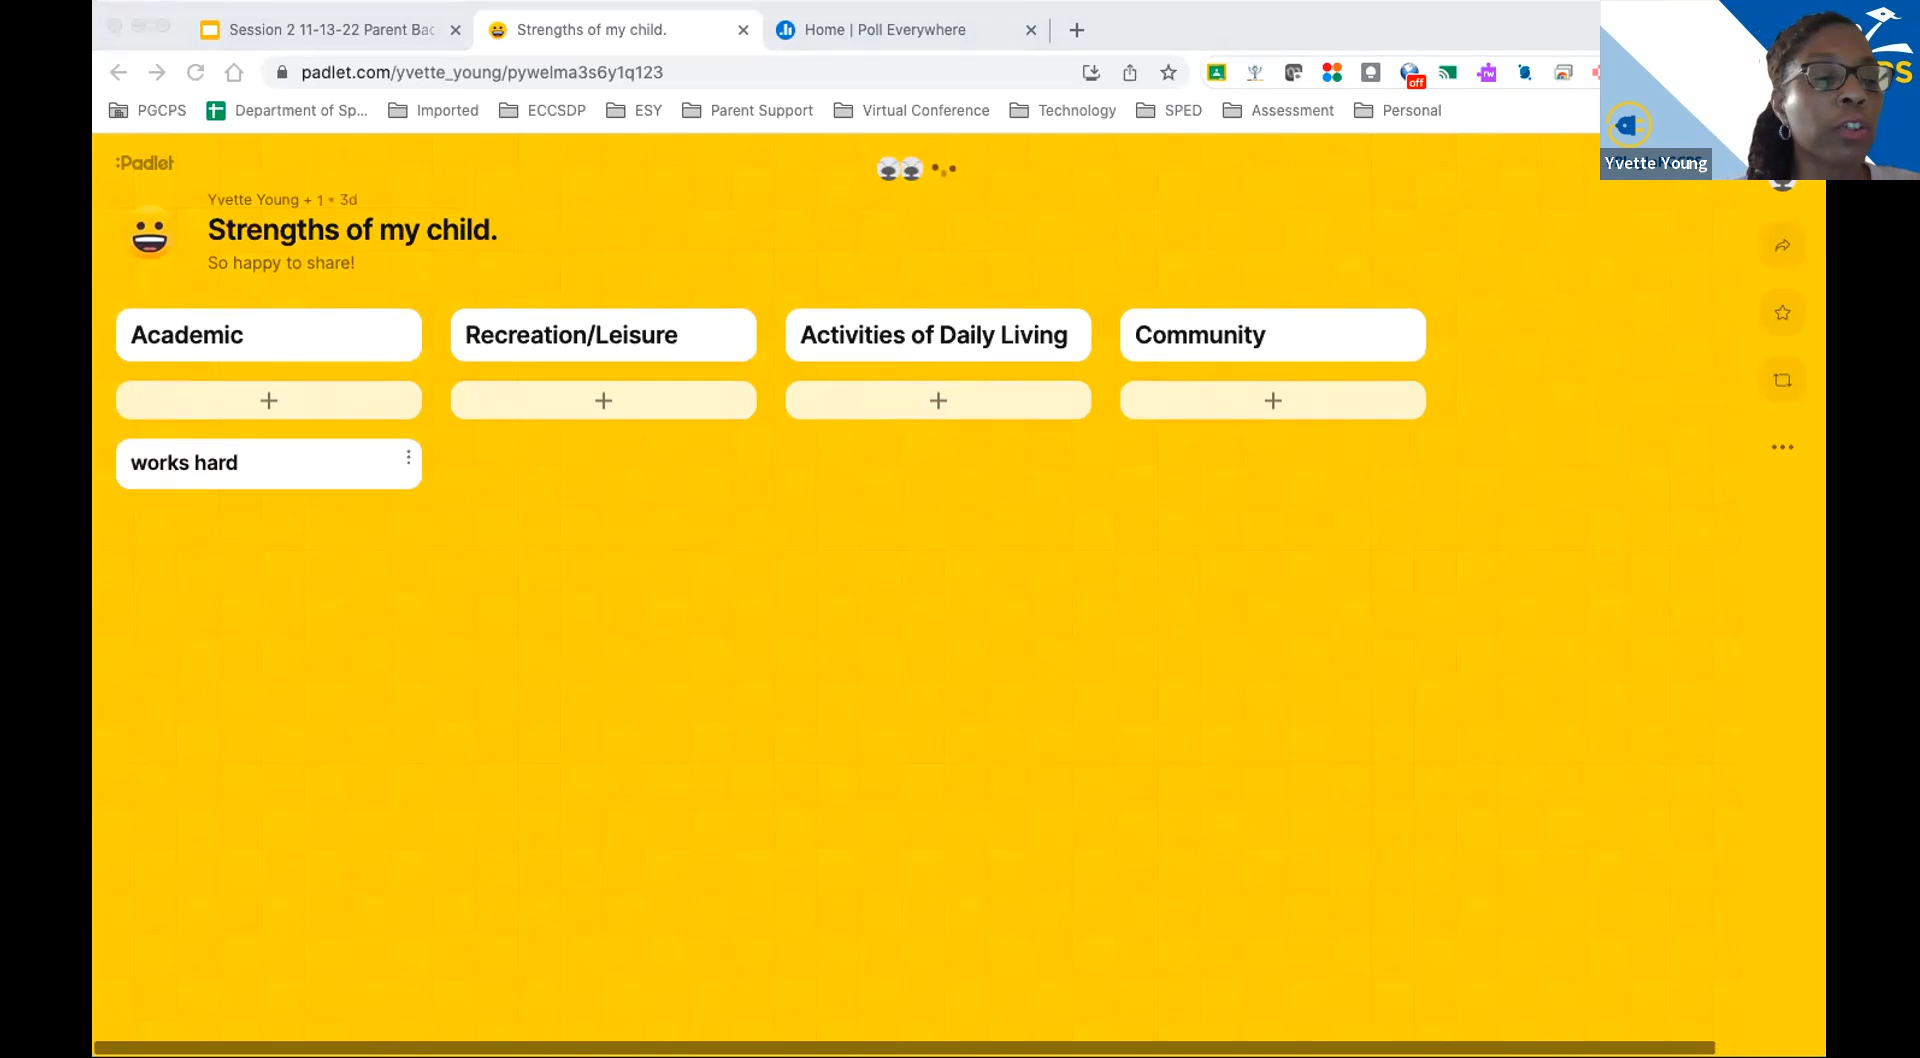 Session 2 11-13-22 Parent Bac
Strengths of my child.
Home | Poll Everywhere
padlet.com/yvette_young/pywelma3s6y1q123
off
rw
PGCPS
Department of Sp...
Imported
ECCSDP
ESY
Parent Support
Virtual Conference
Technology
SPED
Assessment
Personal
PS
Yvette Young
:Padlet
Yvette Young + 1 • 3d
Strengths of my child.
So happy to share!
Academic
Recreation/Leisure
Activities of Daily Living
Community
works hard